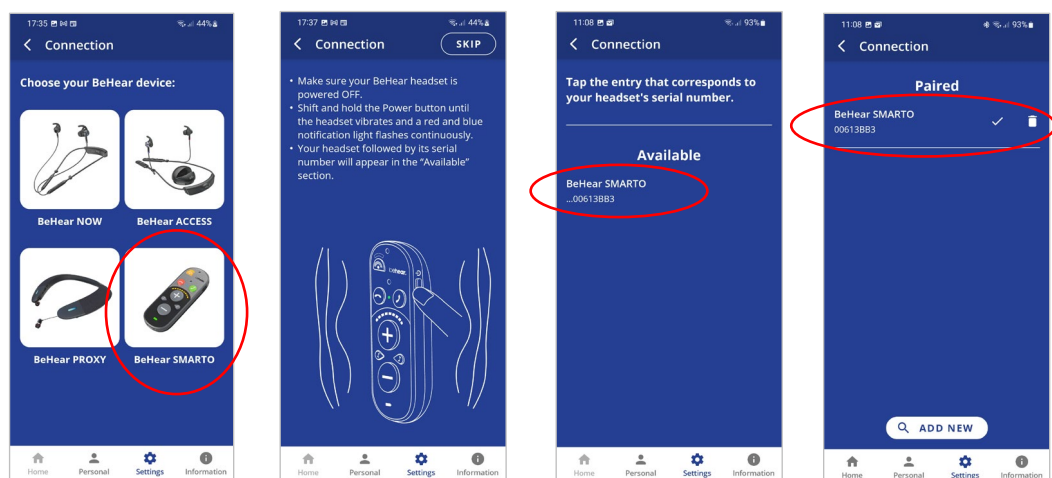 17:35 44%
Connection
Choose your BeHear device:
BeHear NOW BeHear ACCESS
BeHear PROXY BeHear SMARTO
Home Personal Settings Information
17:37 44%
Connection SKIP
• Make sure your BeHear headset is
powered OFF.
• Shift and hold the Power button until
the headset vibrates and a red and blue
notification light flashes continuously.
• Your headset followed by its serial
number will appear in the “Available”
section.
behear.
Home Personal Settings Information
11:08 93%
Connection
Tap the entry that corresponds to
your headset's serial number.
Available
BeHear SMARTO
...00613BB3
Home Personal Settings Information
11:08 93%
Connection
Paired
BeHear SMARTO
00613BB3
ADD NEW
Home Personal Settings Information